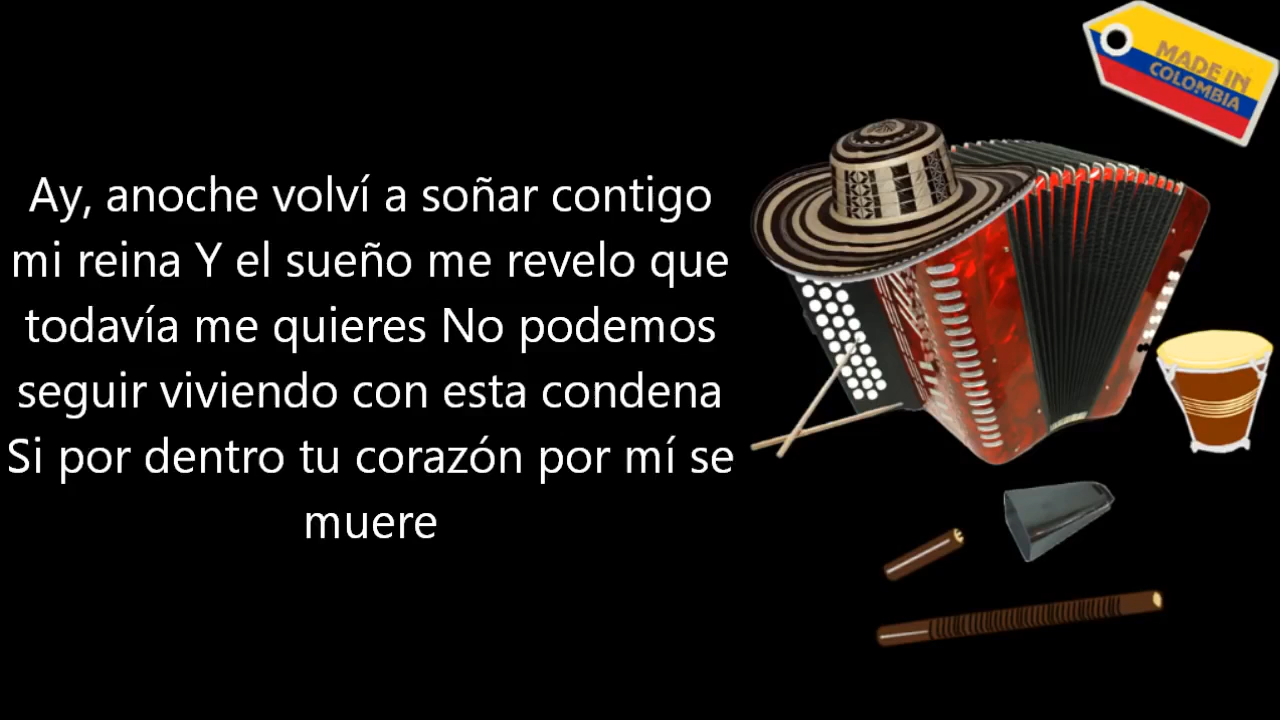 Ay, anoche volví a soñar contigo
mi reina Y el sueño me revelo que
todavía me quieres No podemos
seguir viviendo con esta condena
Si por dentro tu corazón por mí se
muere
MADE IN
COLOMBIA